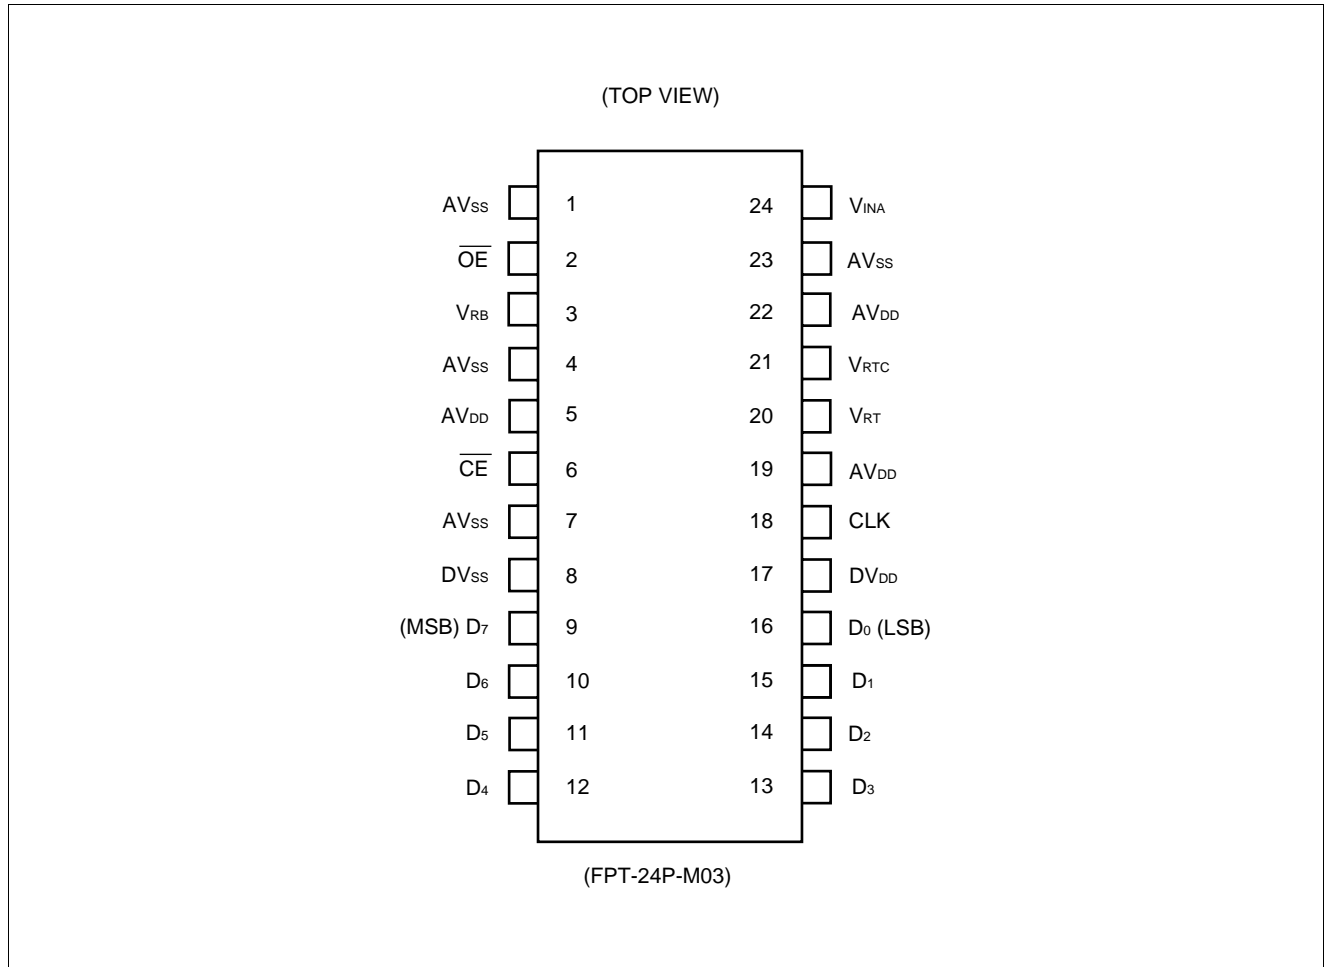 (TOP VIEW)
AVSS 1 24 VINA
OE 2 23 AVSS
VRB 3 22 AVDD
AVSS 4 21 VRTC
AVDD 5 20 VRT
CE 6 19 AVDD
AVSS 7 18 CLK
DVSS 8 17 DVDD
(MSB) D7 9 16 D0 (LSB)
D6 10 15 D1
D5 11 14 D2
D4 12 13 D3
(FPT-24P-M03)